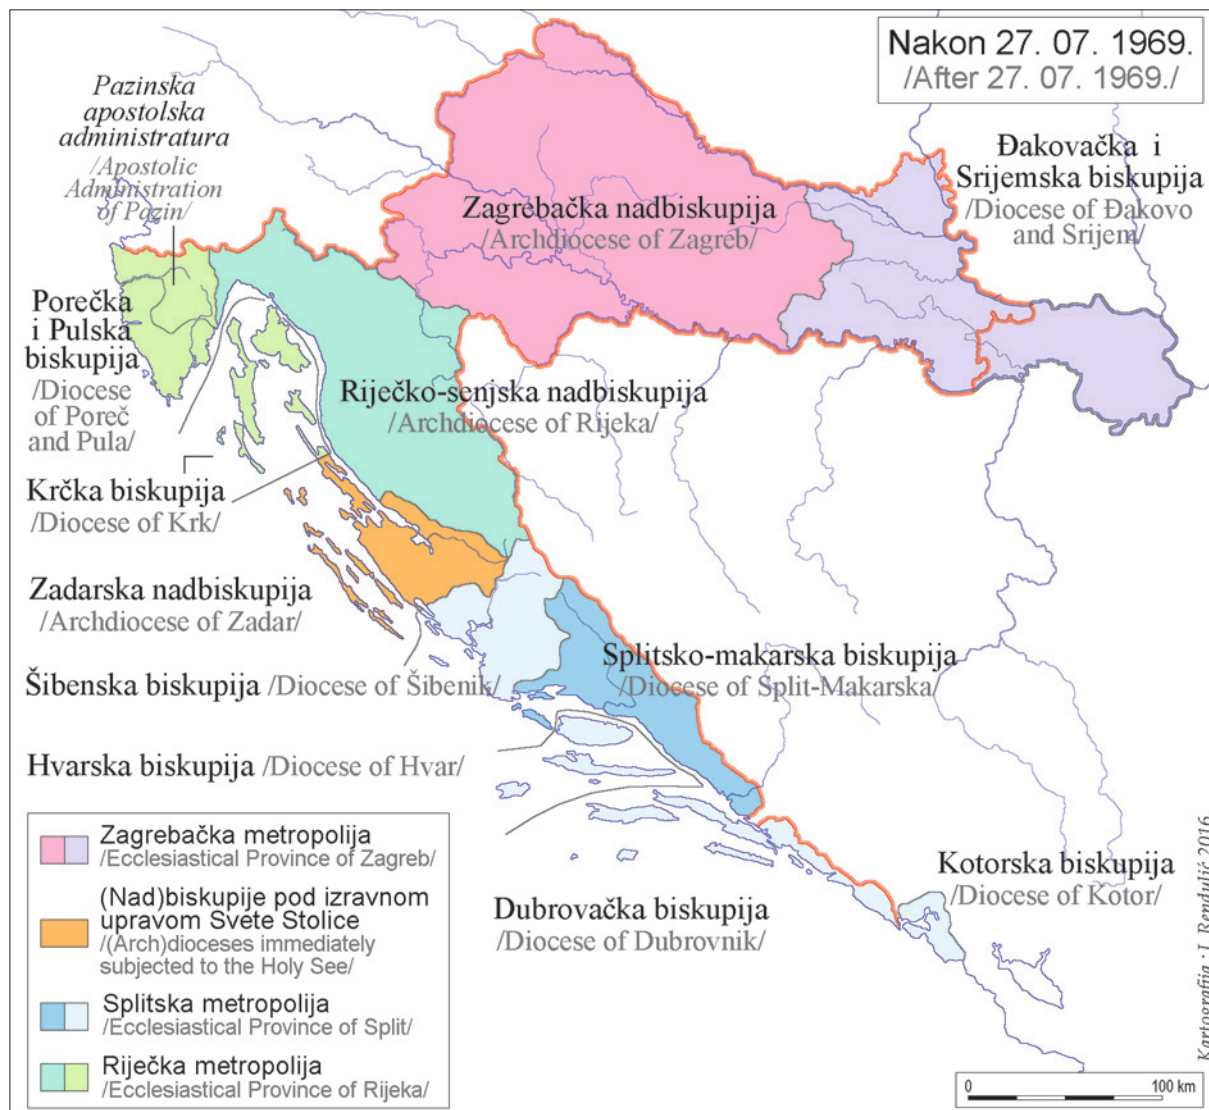 Nakon 27. 07. 1969.
/After 27. 07. 1969./
Pazinska
apostolska
administratura
/Apostolic
Administration
of Pazin/
Đakovačka i
Srijemska biskupija
/Diocese of Đakovo
and Srijem/
Zagrebačka nadbiskupija
/Archdiocese of Zagreb/
Porečka
i Pulska
biskupija
/Diocese
of Poreč
and Pula/
Riječko-senjska nadbiskupija
/Archdiocese of Rijeka/
Krčka biskupija
/Diocese of Krk/
Zadarska nadbiskupija
/Archdiocese of Zadar/
Splitsko-makarska biskupija
/Diocese of Split-Makarska/
Šibenska biskupija /Diocese of Šibenik/
Hvarska biskupija /Diocese of Hvar/
Dubrovačka biskupija
/Diocese of Dubrovnik/
Kotorska biskupija
/Diocese of Kotor/
Zagrebačka metropolija
/Ecclesiastical Province of Zagreb/
(Nad)biskupije pod izravnom
upravom Svete Stolice
/(Arch)dioceses immediately
subjected to the Holy See/
Splitska metropolija
/Ecclesiastical Province of Split/
Riječka metropolija
/Ecclesiastical Province of Rijeka/
0 100 km
Kartografija · I. Rendulić 2016